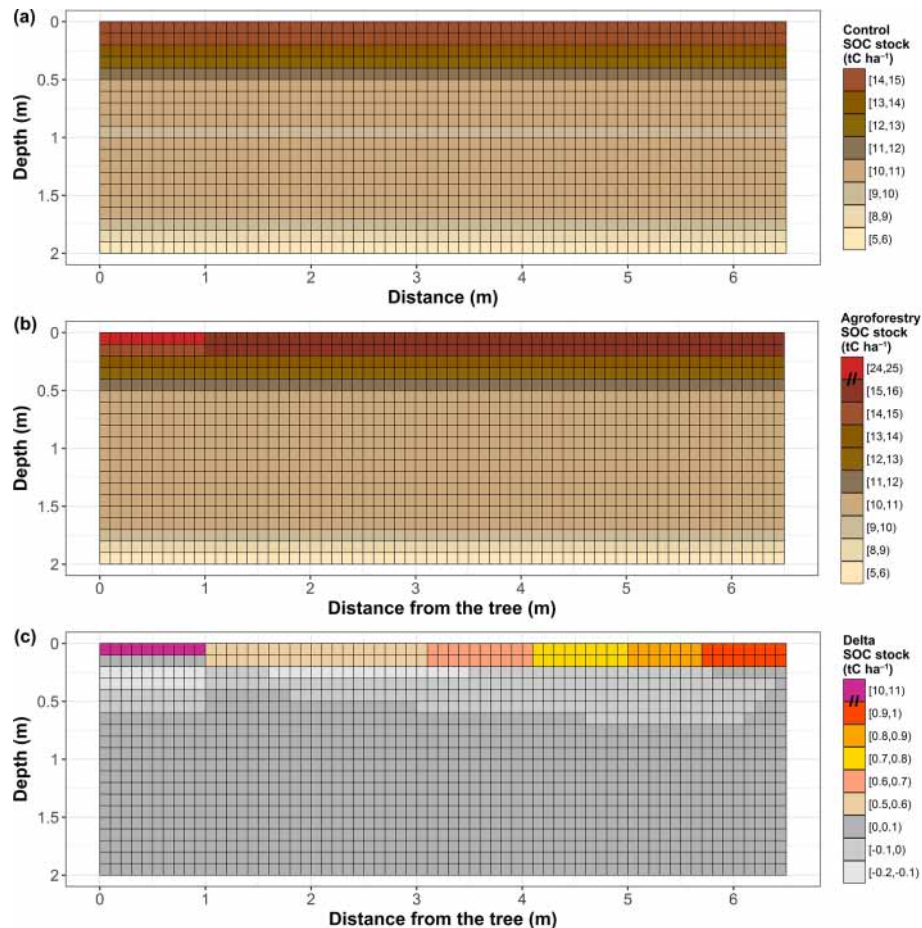 (a)
Depth (m)
0
0.5
1
1.5
2
0 1 2 3 4 5 6
Distance (m)
Control
SOC stock
(tC ha⁻¹)
[14,15)
[13,14)
[12,13)
[11,12)
[10,11)
[9,10)
[8,9)
[5,6)
(b)
Depth (m)
0
0.5
1
1.5
2
0 1 2 3 4 5 6
Distance from the tree (m)
Agroforestry
SOC stock
(tC ha⁻¹)
[24,25)
[15,16)
[14,15)
[13,14)
[12,13)
[11,12)
[10,11)
[9,10)
[8,9)
[5,6)
(c)
Depth (m)
0
0.5
1
1.5
2
0 1 2 3 4 5 6
Distance from the tree (m)
Delta
SOC stock
(tC ha⁻¹)
[10,11)
[0.9,1)
[0.8,0.9)
[0.7,0.8)
[0.6,0.7)
[0.5,0.6)
[0,0.1)
[-0.1,0)
[-0.2,-0.1)